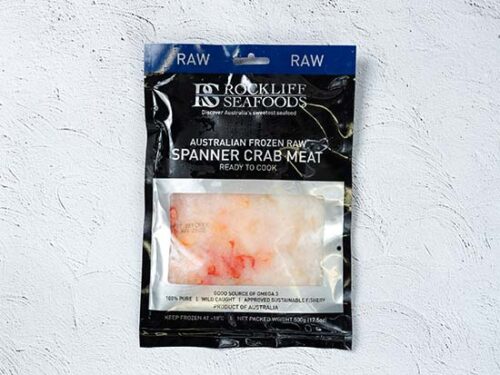 RAW RAW
RS ROCKLIFF
SEAFOODS
Discover Australia's sweetest seafood
AUSTRALIAN FROZEN RAW
SPANNER CRAB MEAT
READY TO COOK
GOOD SOURCE OF OMEGA 3
100% PURE | WILD CAUGHT | APPROVED SUSTAINABLE FISHERY
PRODUCT OF AUSTRALIA
KEEP FROZEN AT -18°C | NET PACKED WEIGHT 500g (17.6oz)